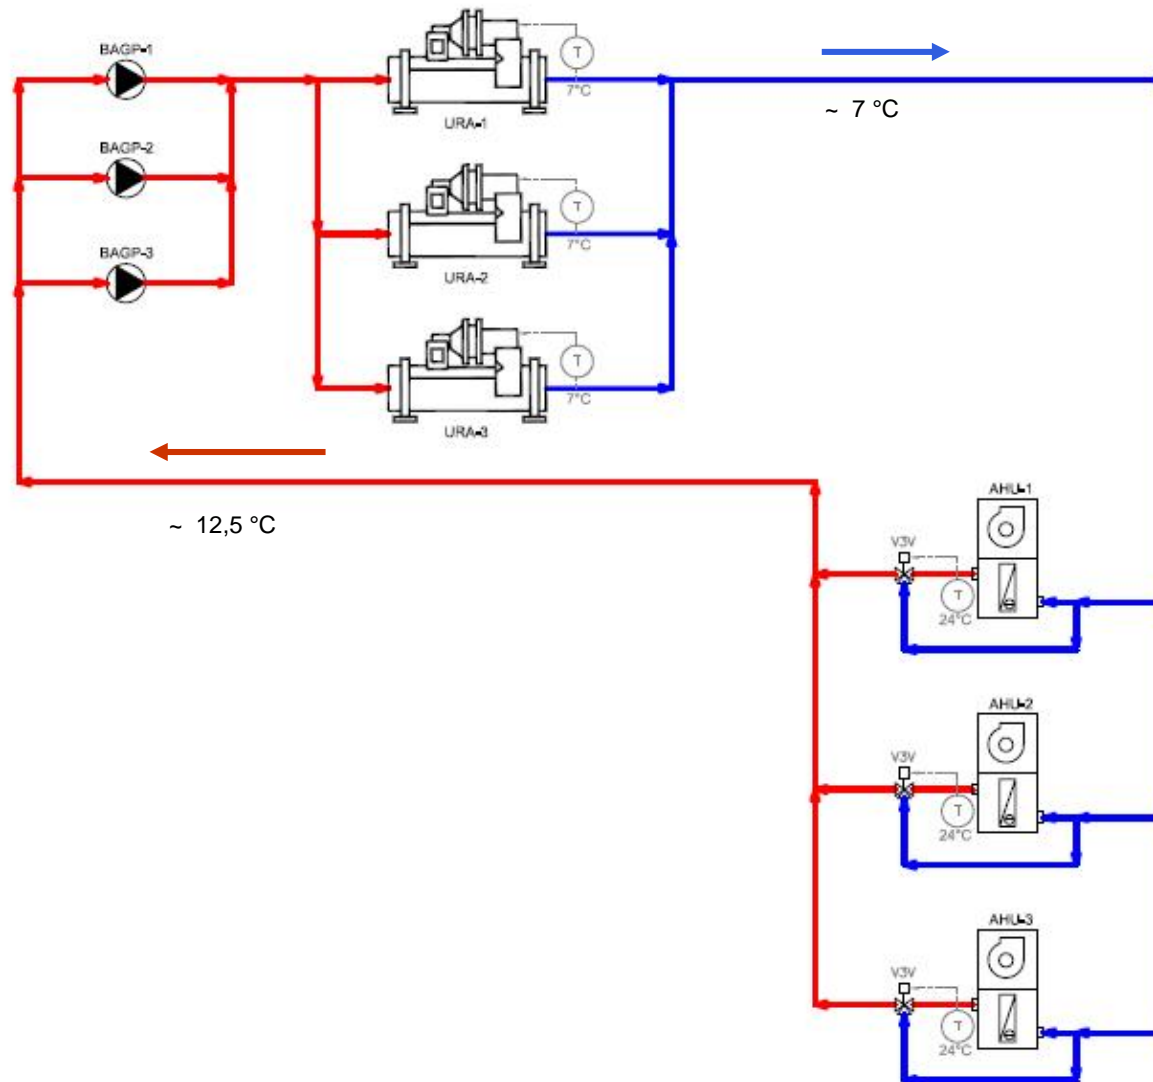 BAGP-1
T
7°C
URA-1
~ 7 °C
BAGP-2
T
7°C
URA-2
BAGP-3
T
7°C
URA-3
~ 12,5 °C
AHU-1
V3V
T
24°C
AHU-2
V3V
T
24°C
AHU-3
V3V
T
24°C